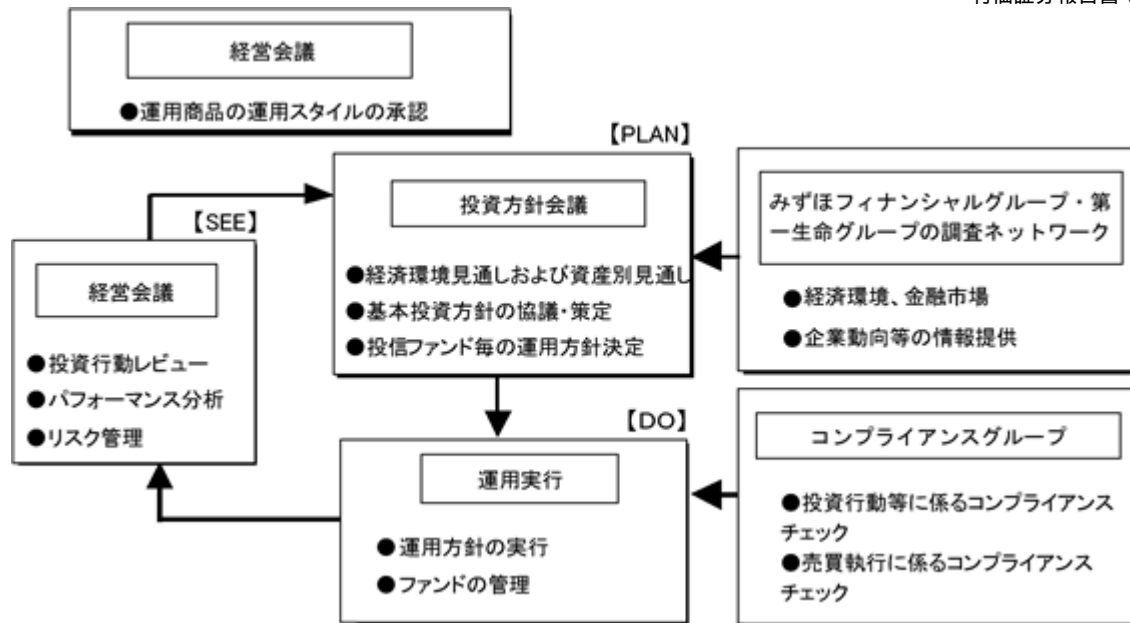 経営会議
●運用商品の運用スタイルの承認
【PLAN】
投資方針会議
●経済環境見通しおよび資産別見通し
●基本投資方針の協議・策定
●投信ファンド毎の運用方針決定
みずほフィナンシャルグループ・第
一生命グループの調査ネットワーク
●経済環境、金融市場
●企業動向等の情報提供
【SEE】
経営会議
●投資行動レビュー
●パフォーマンス分析
●リスク管理
【DO】
運用実行
●運用方針の実行
●ファンドの管理
コンプライアンスグループ
●投資行動等に係るコンプライアンス
チェック
●売買執行に係るコンプライアンス
チェック